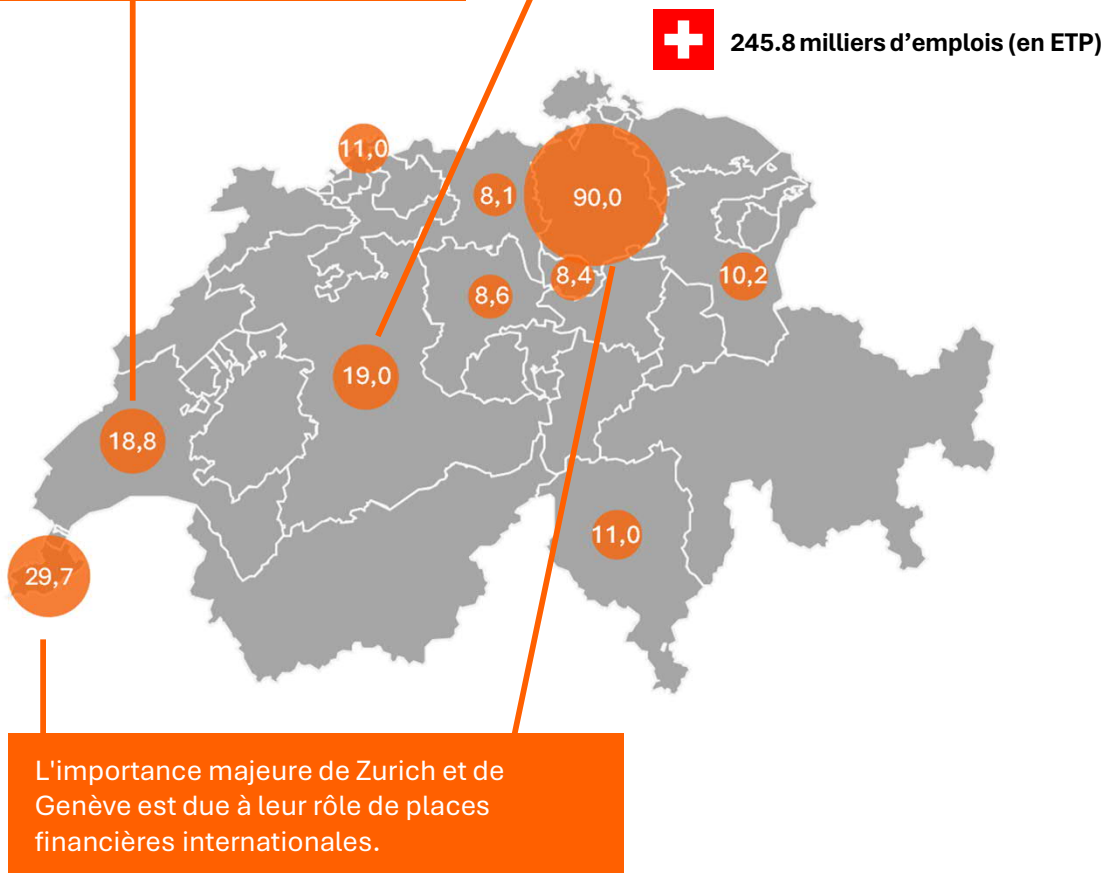 245.8 milliers d'emplois (en ETP)
11,0
8,1
90,0
8,6
8,4
10,2
19,0
18,8
11,0
29,7
L'importance majeure de Zurich et de
Genève est due à leur rôle de places
financières internationales.